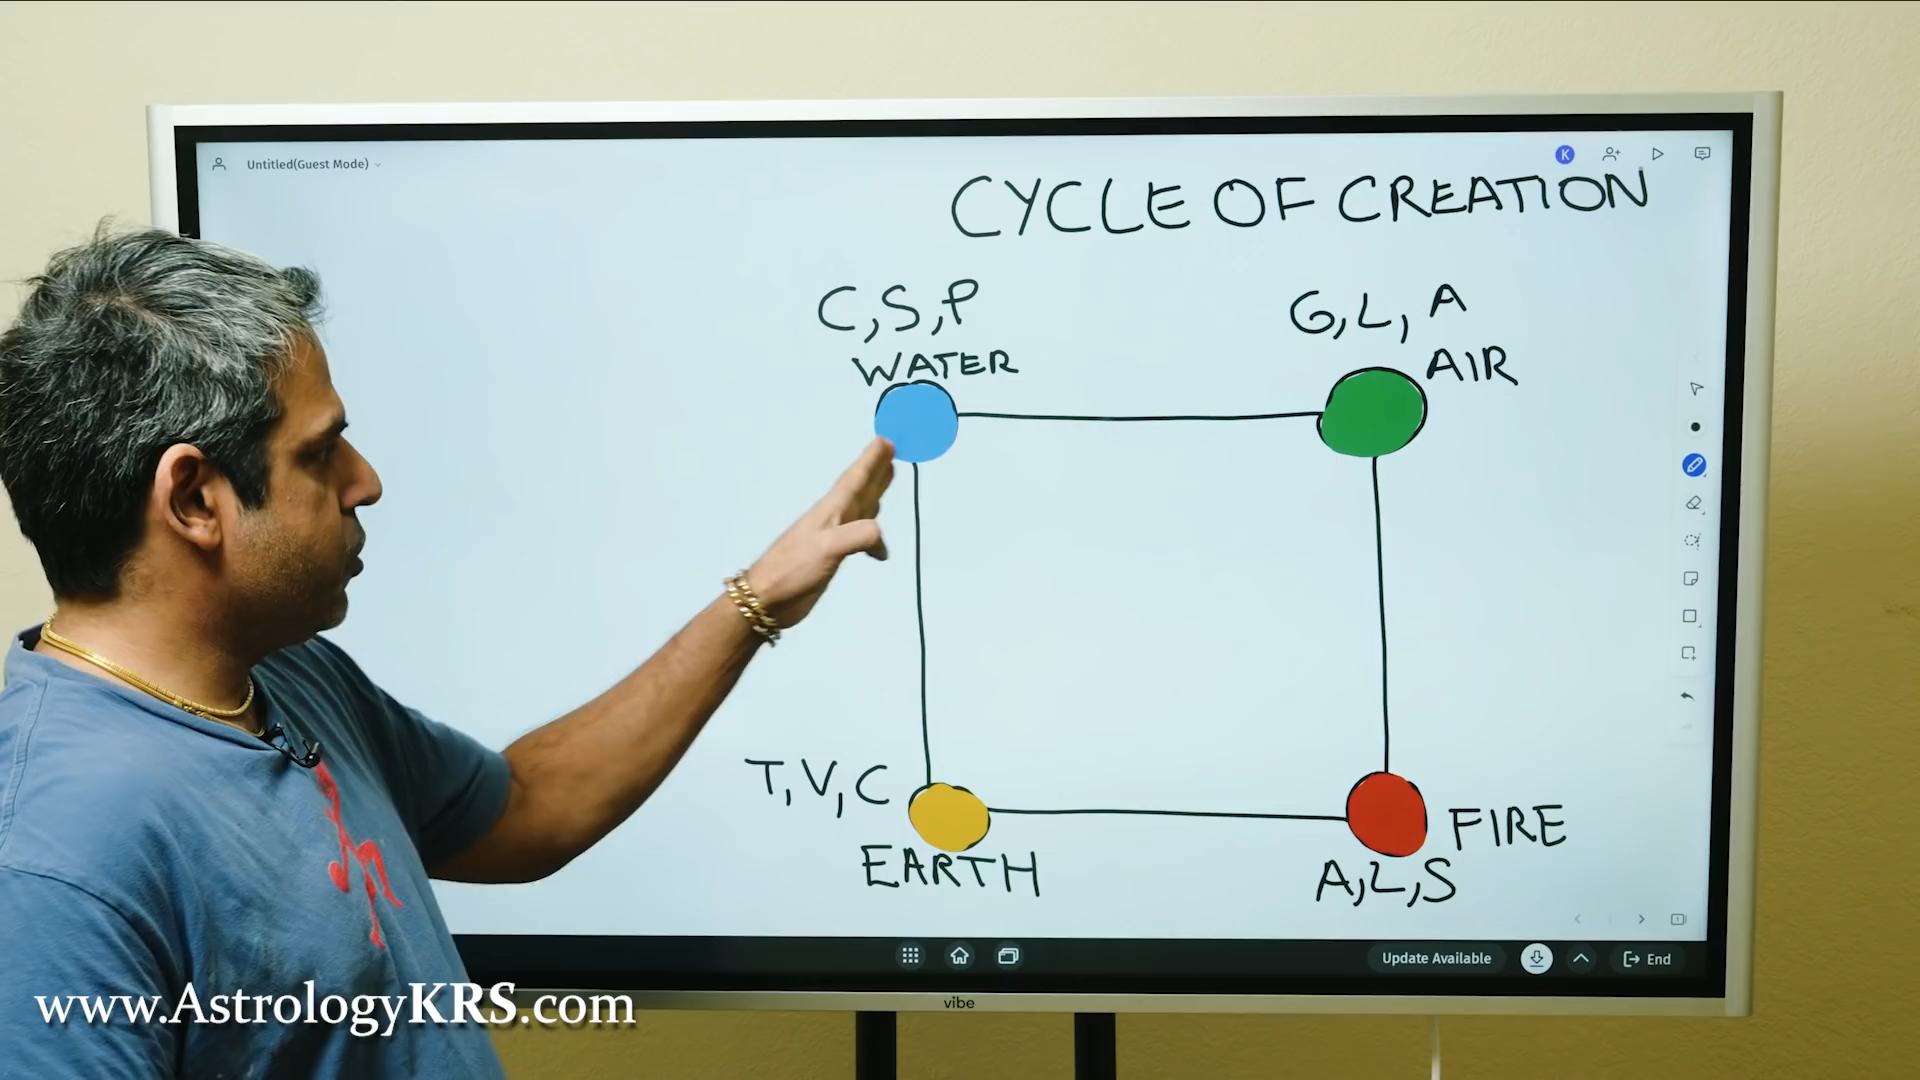 Untitled(Guest Mode)
K
CYCLE OF CREATION
C,S,P
WATER
G,L,A
AIR
T,V,C
EARTH
FIRE
A,L,S
Update Available
End
vibe
www.AstrologyKRS.com